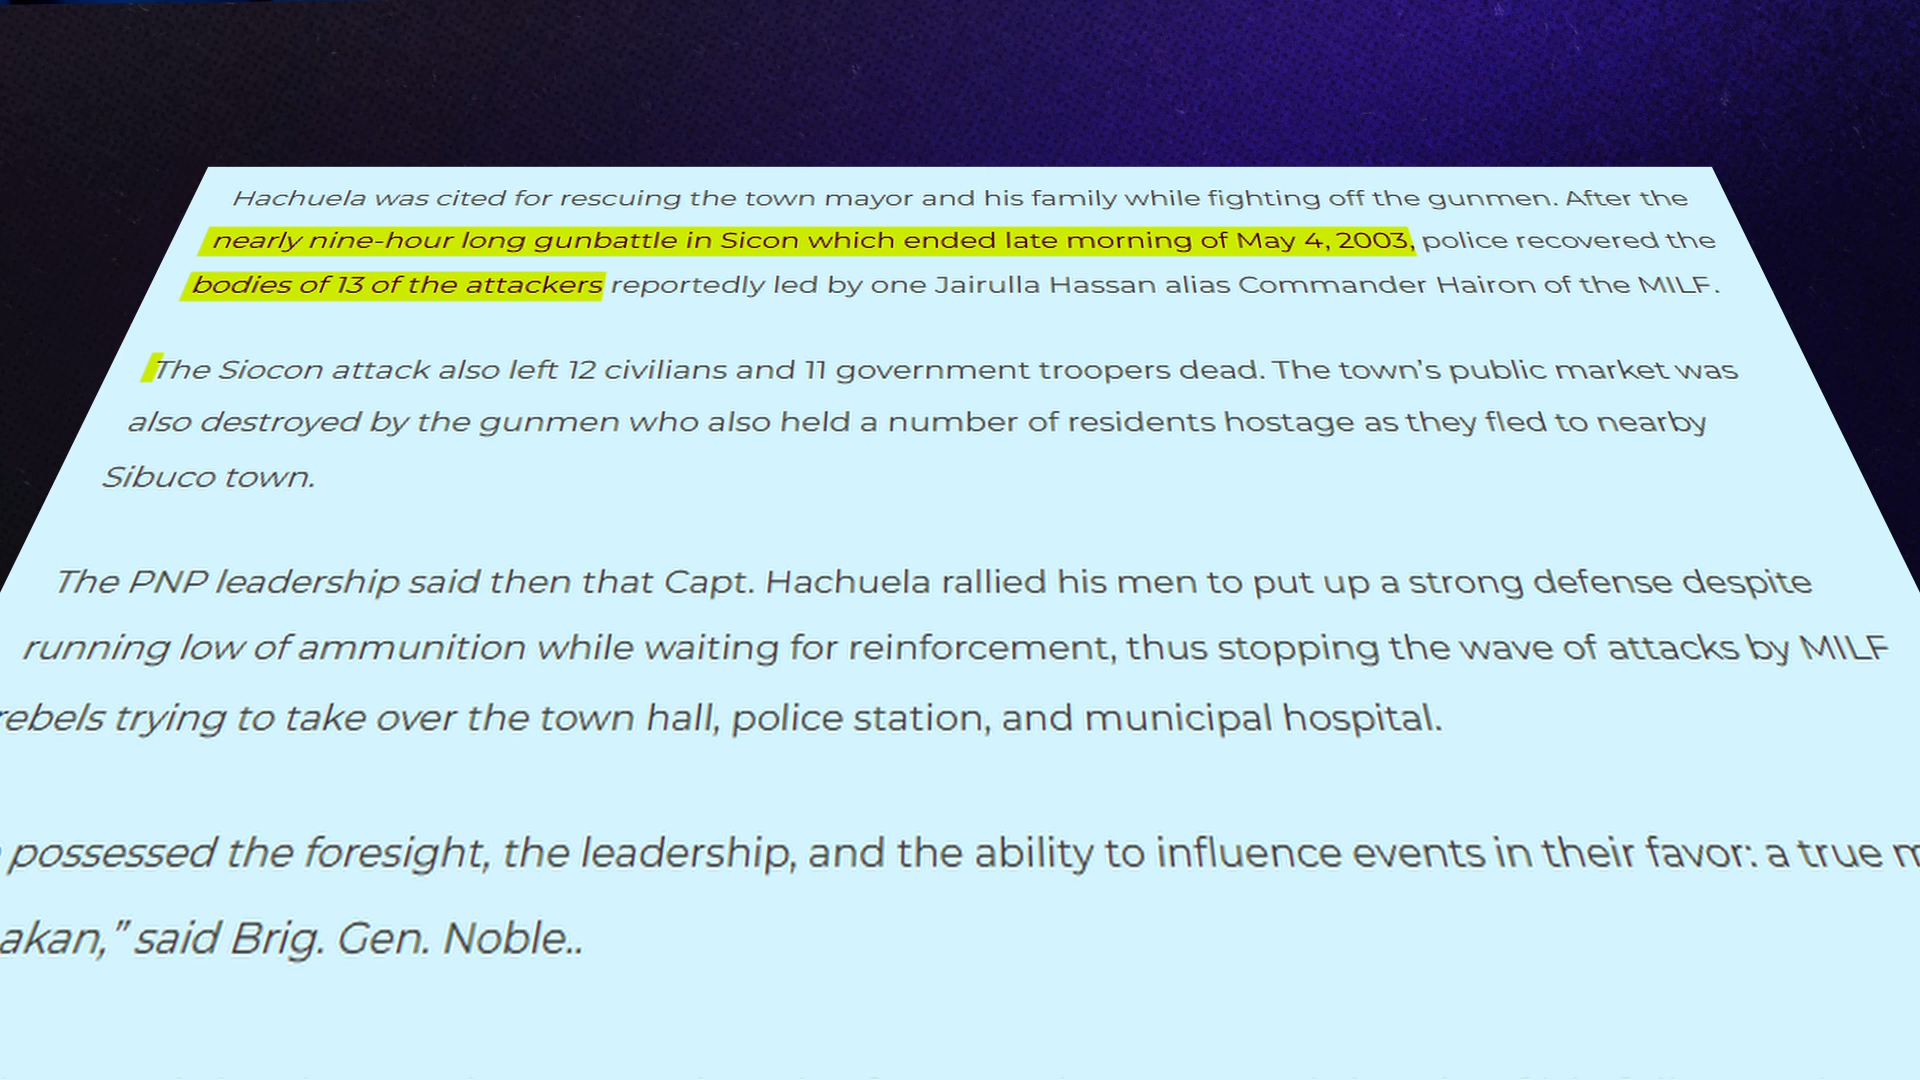 Hachuela was cited for rescuing the town mayor and his family while fighting off the gunmen. After the
nearly nine-hour long gunbattle in Sicon which ended late morning of May 4, 2003, police recovered the
bodies of 13 of the attackers reportedly led by one Jairulla Hassan alias Commander Hairon of the MILF.
The Siocon attack also left 12 civilians and 11 government troopers dead. The town's public market was
also destroyed by the gunmen who also held a number of residents hostage as they fled to nearby
Sibuco town.
The PNP leadership said then that Capt. Hachuela rallied his men to put up a strong defense despite
running low of ammunition while waiting for reinforcement, thus stopping the wave of attacks by MILF
rebels trying to take over the town hall, police station, and municipal hospital.
possessed the foresight, the leadership, and the ability to influence events in their favor: a true
akan,” said Brig. Gen. Noble..